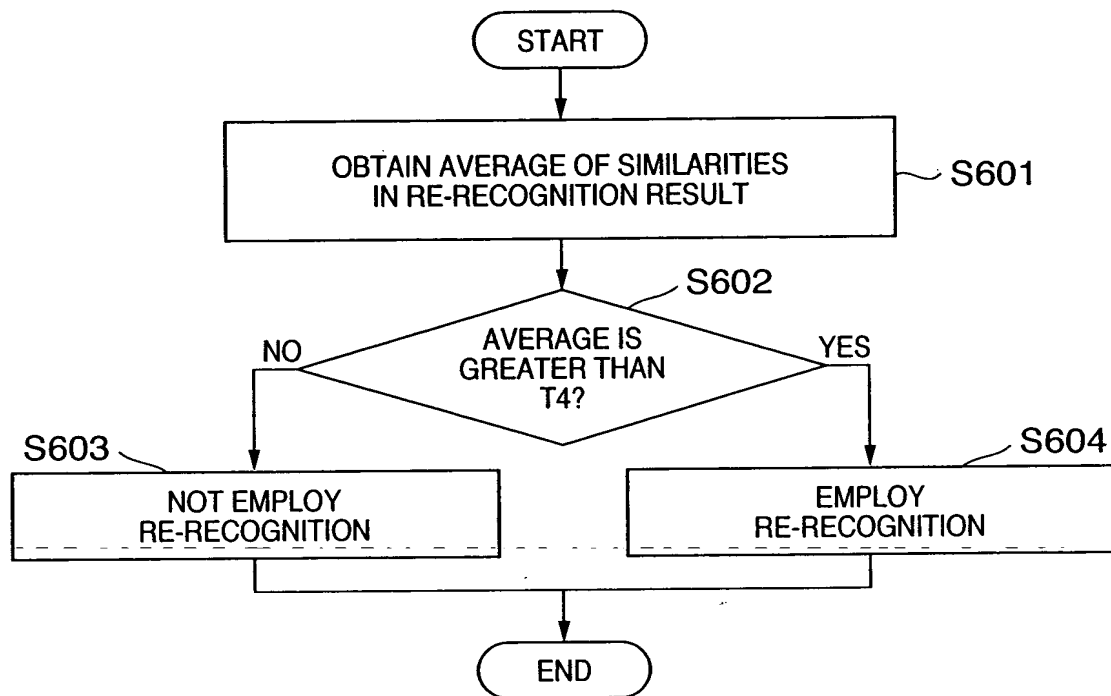 START
OBTAIN AVERAGE OF SIMILARITIES
IN RE-RECOGNITION RESULT
S601
S602
AVERAGE IS
GREATER THAN
T4?
NO
YES
S603
NOT EMPLOY
RE-RECOGNITION
S604
EMPLOY
RE-RECOGNITION
END